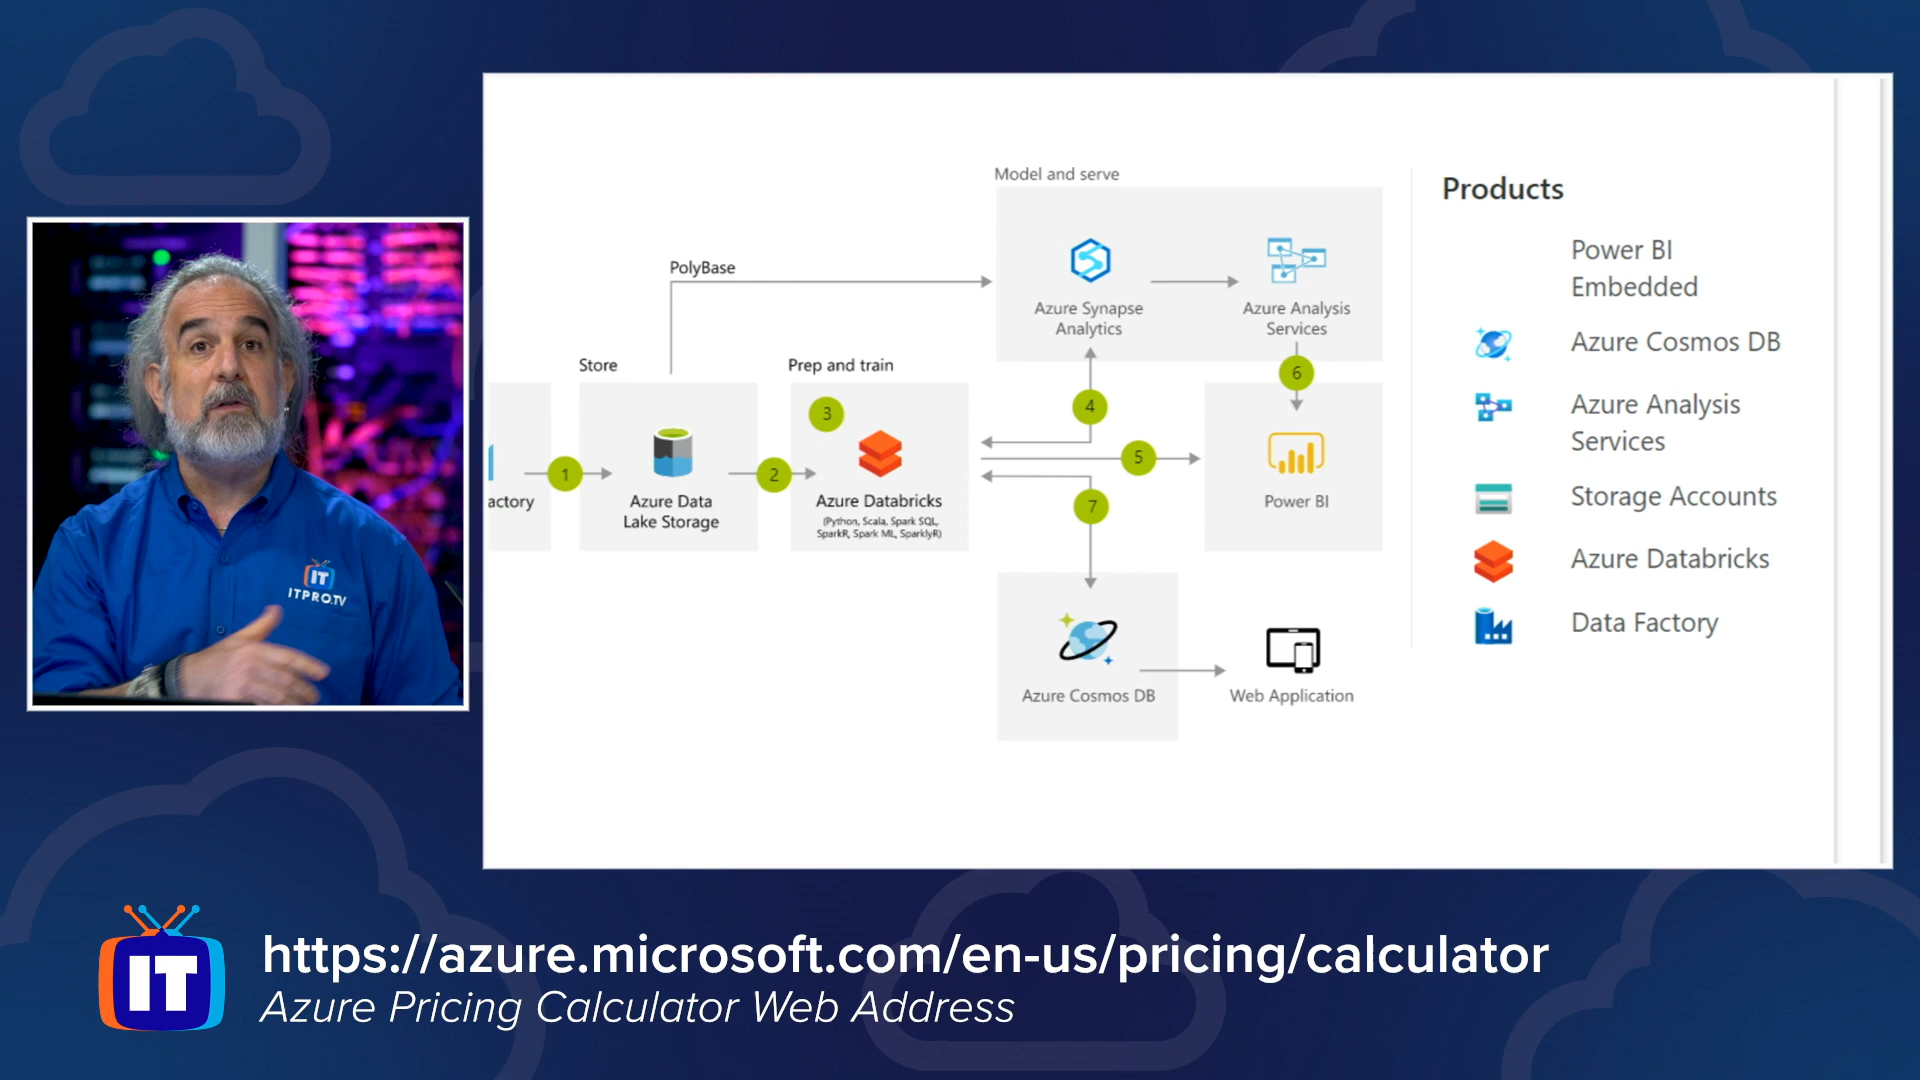 Model and serve
Products
PolyBase
Power BI
Embedded
Azure Synapse
Analytics
Azure Analysis
Services
Azure Cosmos DB
Store
Prep and train
6
3
4
Azure Analysis
Services
1
2
5
actory
Azure Data
Lake Storage
Azure Databricks
(Python, Scala, Spark SQL,
SparkR, Spark ML, SparklyR)
Power BI
7
Storage Accounts
Azure Databricks
Data Factory
Azure Cosmos DB
Web Application
IT
ITPRO.TV
IT
https://azure.microsoft.com/en-us/pricing/calculator
Azure Pricing Calculator Web Address